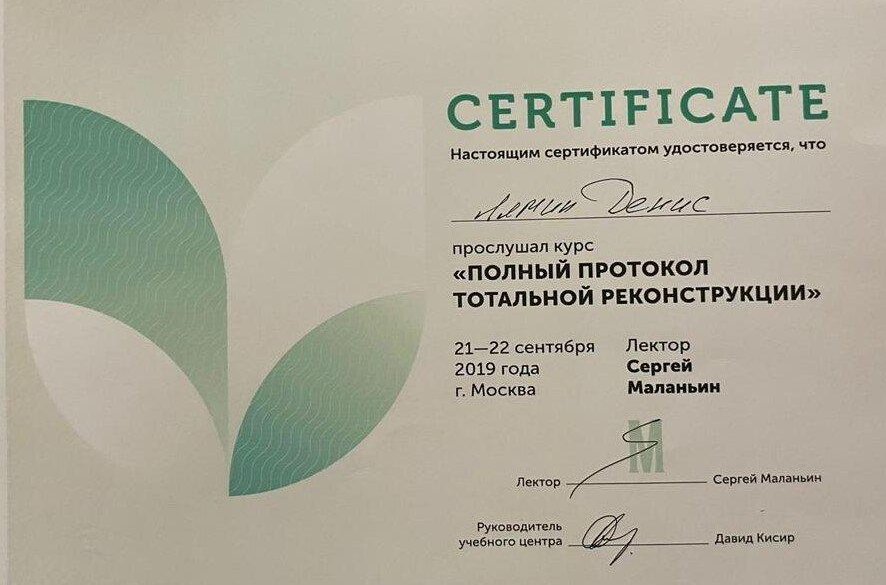 CERTIFICATE
Настоящим сертификатом удостоверяется, что
Денис
прослушал курс
«ПОЛНЫЙ ПРОТОКОЛ
ТОТАЛЬНОЙ РЕКОНСТРУКЦИИ»
21—22 сентября
2019 года
г. Москва
Лектор
Сергей
Маланьин
М
Лектор
Сергей Маланьин
Руководитель
учебного центра
Давид Кисир